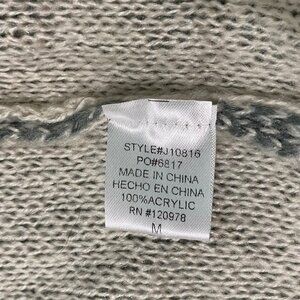 STYLE#J10816
PO#6817
MADE IN CHINA
HECHO EN CHINA
100%ACRYLIC
RN #120978
M